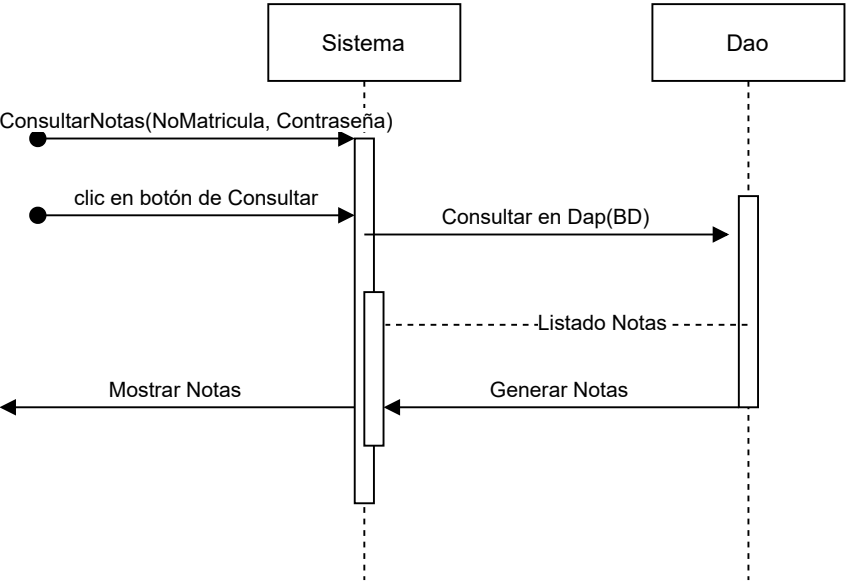 Sistema
Dao
ConsultarNotas(NoMatricula, Contraseña)
clic en botón de Consultar
Consultar en Dap(BD)
Listado Notas
Mostrar Notas
Generar Notas